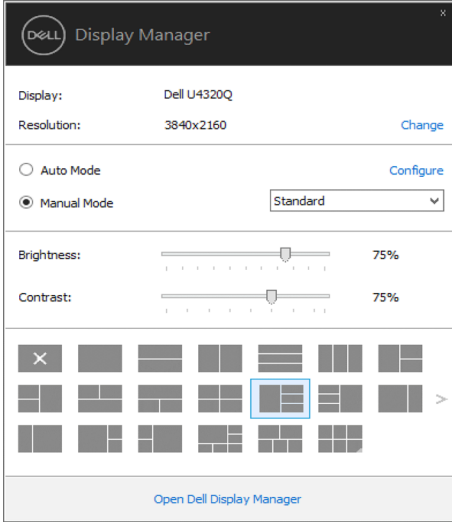 x
DELL Display Manager
Display: Dell U4320Q
Resolution: 3840x2160 Change
Auto Mode Configure
Manual Mode Standard
Brightness: 75%
Contrast: 75%
>
Open Dell Display Manager